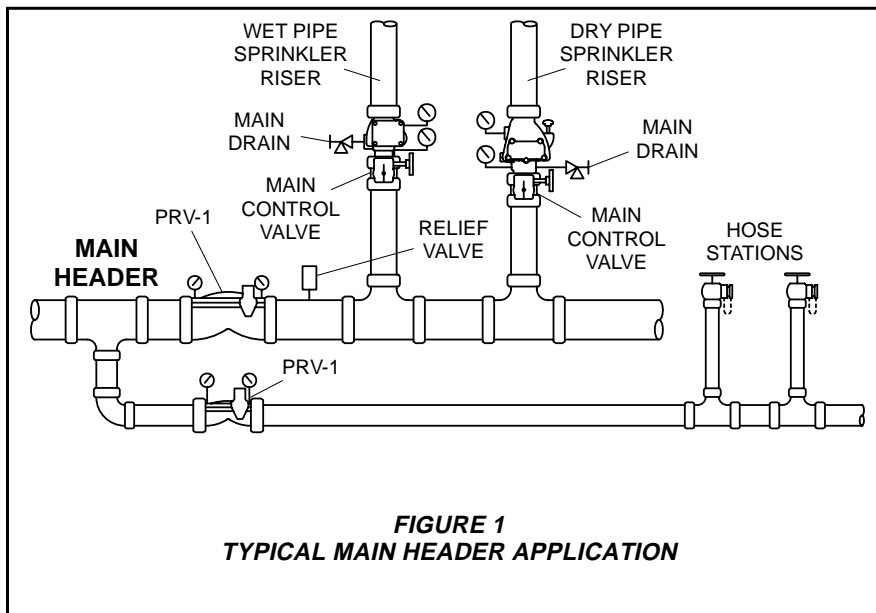 WET PIPE
SPRINKLER
RISER
DRY PIPE
SPRINKLER
RISER
MAIN
DRAIN
MAIN
DRAIN
MAIN
CONTROL
VALVE
PRV-1
RELIEF
VALVE
MAIN
CONTROL
VALVE
HOSE
STATIONS
MAIN
HEADER
PRV-1
FIGURE 1
TYPICAL MAIN HEADER APPLICATION